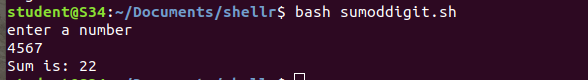 student@S34:~/Documents/shellr$ bash sumoddigit.sh
enter a number
4567
Sum is: 22